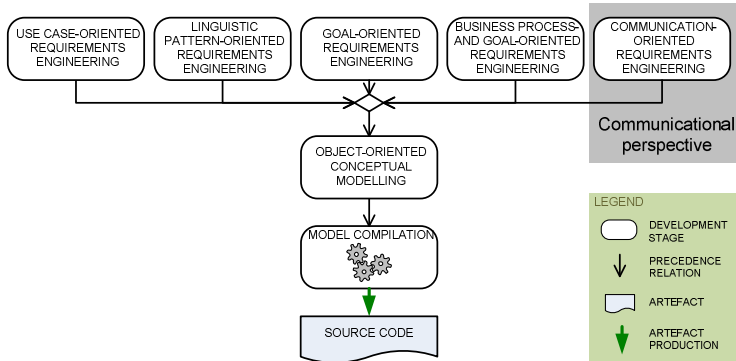 USE CASE-ORIENTED
REQUIREMENTS
ENGINEERING
LINGUISTIC
PATTERN-ORIENTED
REQUIREMENTS
ENGINEERING
GOAL-ORIENTED
REQUIREMENTS
ENGINEERING
BUSINESS PROCESS-
AND GOAL-ORIENTED
REQUIREMENTS
ENGINEERING
COMMUNICATION-
ORIENTED
REQUIREMENTS
ENGINEERING
Communicational
perspective
OBJECT-ORIENTED
CONCEPTUAL
MODELLING
MODEL COMPILATION
SOURCE CODE
LEGEND
DEVELOPMENT
STAGE
PRECEDENCE
RELATION
ARTEFACT
ARTEFACT
PRODUCTION